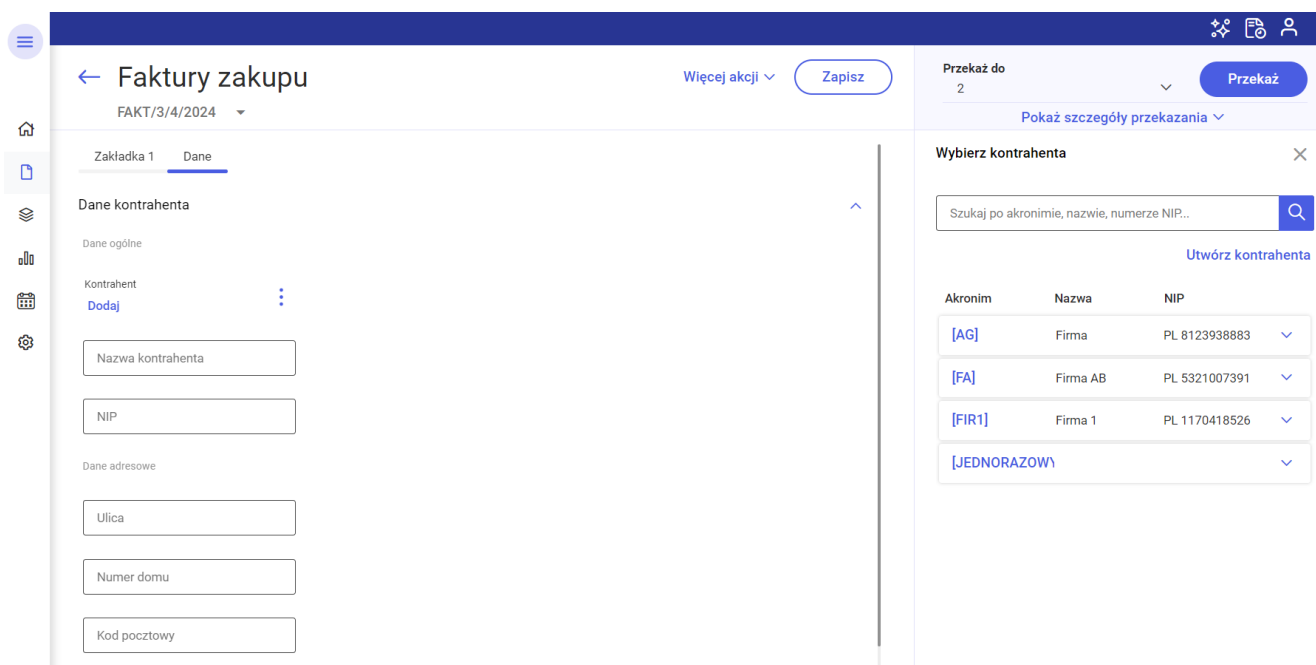 Faktury zakupu
Więcej akcji
Zapisz
FAKT/3/4/2024
Przekaż do
2
Przekaż
Pokaż szczegóły przekazania
Zakładka 1
Dane
Dane kontrahenta
Dane ogólne
Kontrahent
Dodaj
Nazwa kontrahenta
NIP
Dane adresowe
Ulica
Numer domu
Kod pocztowy
Wybierz kontrahenta
Szukaj po akronimie, nazwie, numerze NIP...
Utwórz kontrahenta
Akronim Nazwa NIP
[AG] Firma PL 8123938883
[FA] Firma AB PL 5321007391
[FIR1] Firma 1 PL 1170418526
[JEDNORAZOWY